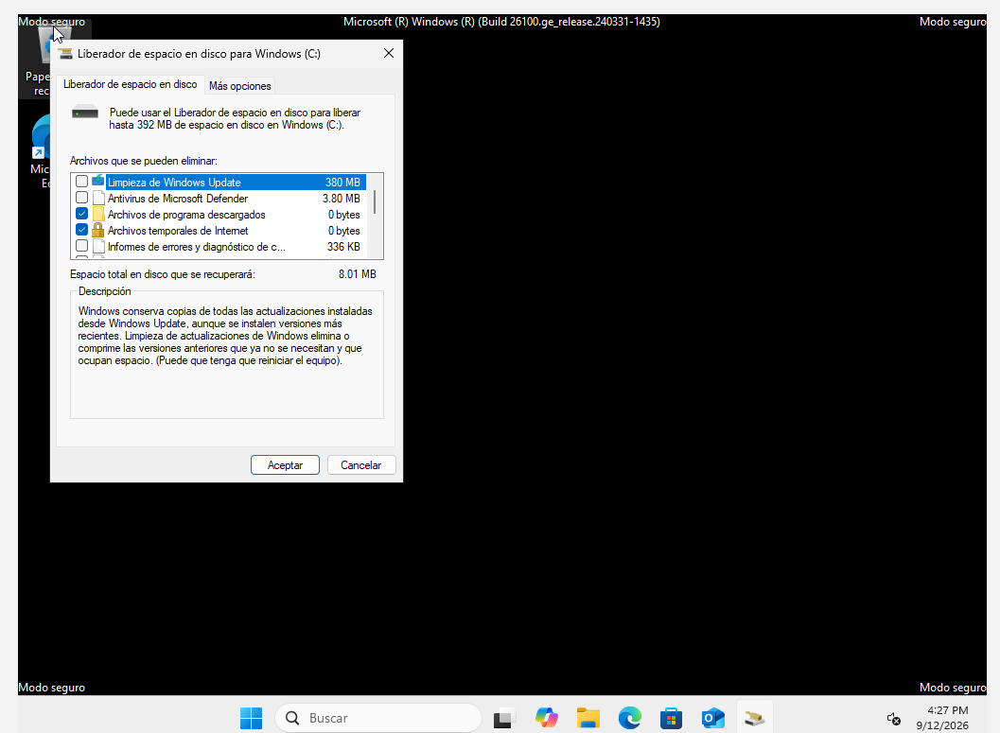 Modo seguro
Microsoft (R) Windows (R) (Build 26100.ge_release.240331-1435)
Modo seguro
Liberador de espacio en disco para Windows (C:)
Liberador de espacio en disco
Más opciones
Puede usar el Liberador de espacio en disco para liberar
hasta 392 MB de espacio en disco en Windows (C:).
Archivos que se pueden eliminar:
Limpieza de Windows Update 380 MB
Antivirus de Microsoft Defender 3.80 MB
Archivos de programa descargados 0 bytes
Archivos temporales de Internet 0 bytes
Informes de errores y diagnóstico de c... 336 KB
Espacio total en disco que se recuperará: 8.01 MB
Descripción
Windows conserva copias de todas las actualizaciones instaladas
desde Windows Update, aunque se instalen versiones más
recientes. Limpieza de actualizaciones de Windows elimina o
comprime las versiones anteriores que ya no se necesitan y que
ocupan espacio. (Puede que tenga que reiniciar el equipo).
Aceptar
Cancelar
Modo seguro
Modo seguro
Buscar
4:27 PM
9/12/2026